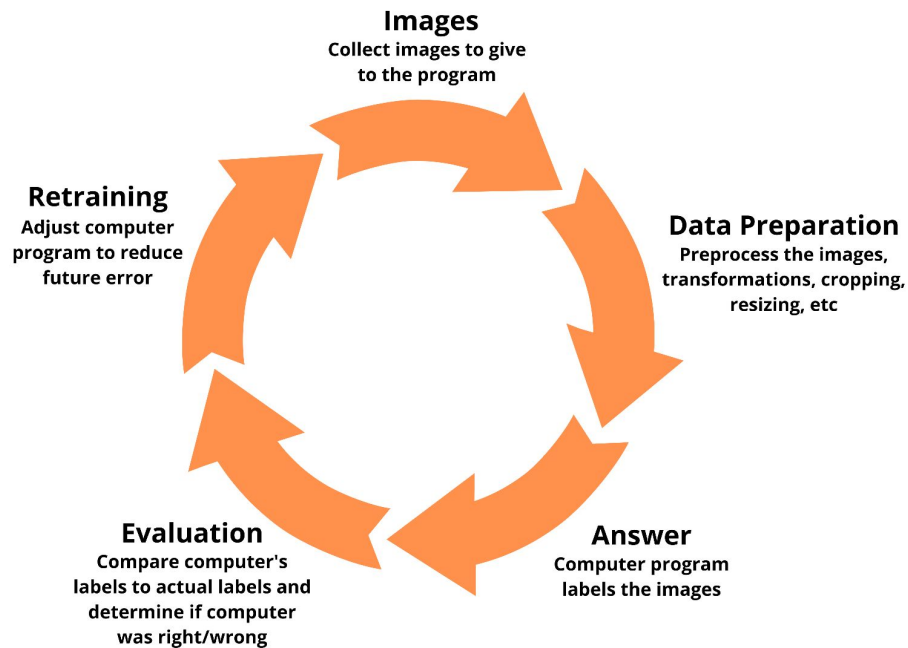 Images
Collect images to give
to the program
Data Preparation
Preprocess the images,
transformations, cropping,
resizing, etc
Answer
Computer program
labels the images
Evaluation
Compare computer's
labels to actual labels and
determine if computer
was right/wrong
Retraining
Adjust computer
program to reduce
future error